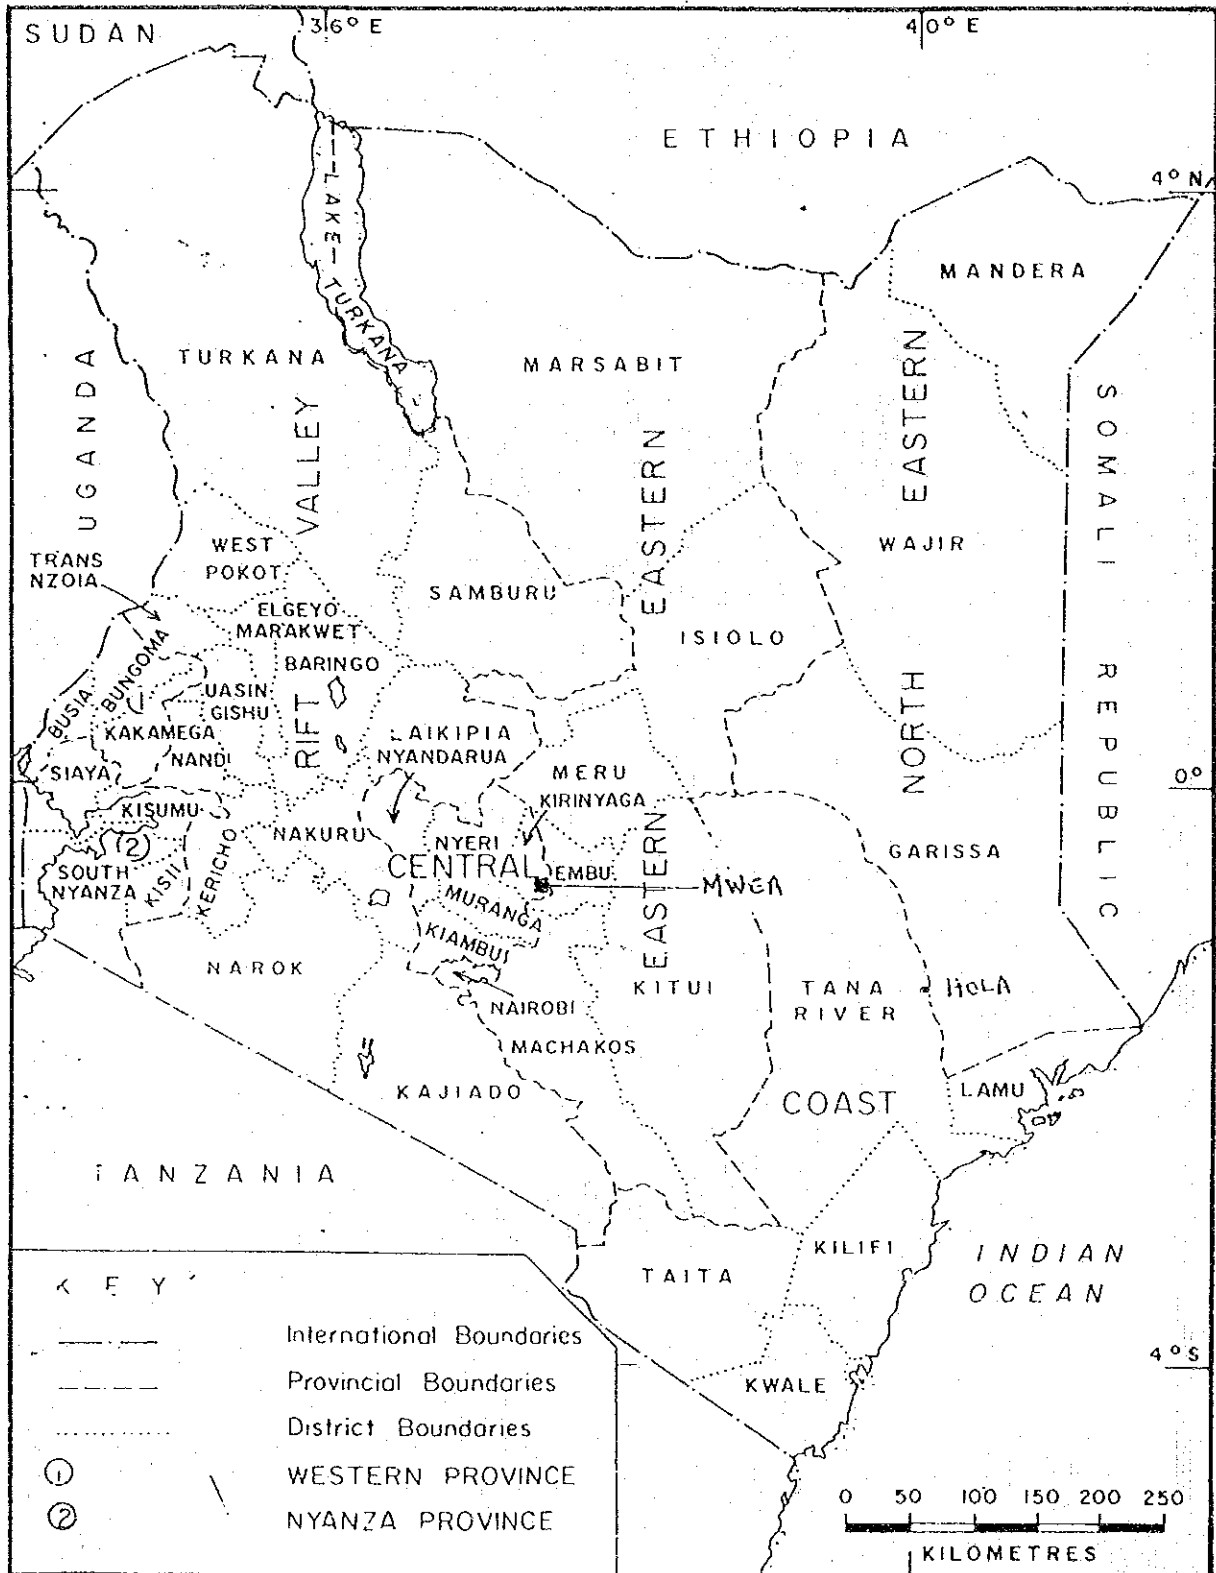 SUDAN
36° E
40° E
ETHIOPIA
4° N
LAKE TURKANA
MANDERA
UGANDA
TURKANA
MARSABIT
RIFT VALLEY
EASTERN
NORTH EASTERN
SOMALI REPUBLIC
WEST
POKOT
TRANS
NZOIA
WAJIR
SAMBURU
ELGEYO
MARAKWET
ISIOLO
BARINGO
BUNGOMA
BUSIA
UASIN
GISHU
KAKAMEGA
NANDI
LAIKIPIA
NYANDARUA
SIAYA
MERU
KIRINYAGA
0°
KISUMU
NAKURU
NYERI
2
KERICHO
CENTRAL
EMBU
GARISSA
SOUTH
NYANZA
KISII
MURANGA
MWEA
EASTERN
KIAMBU
NAROK
KITUI
TANA
RIVER
HOLA
NAIROBI
MACHAKOS
KAJIADO
COAST
LAMU
TANZANIA
KILIFI
INDIAN
OCEAN
TAITA
KWALE
4° S
KEY
International Boundaries
Provincial Boundaries
District Boundaries
1 WESTERN PROVINCE
2 NYANZA PROVINCE
0 50 100 150 200 250
KILOMETRES